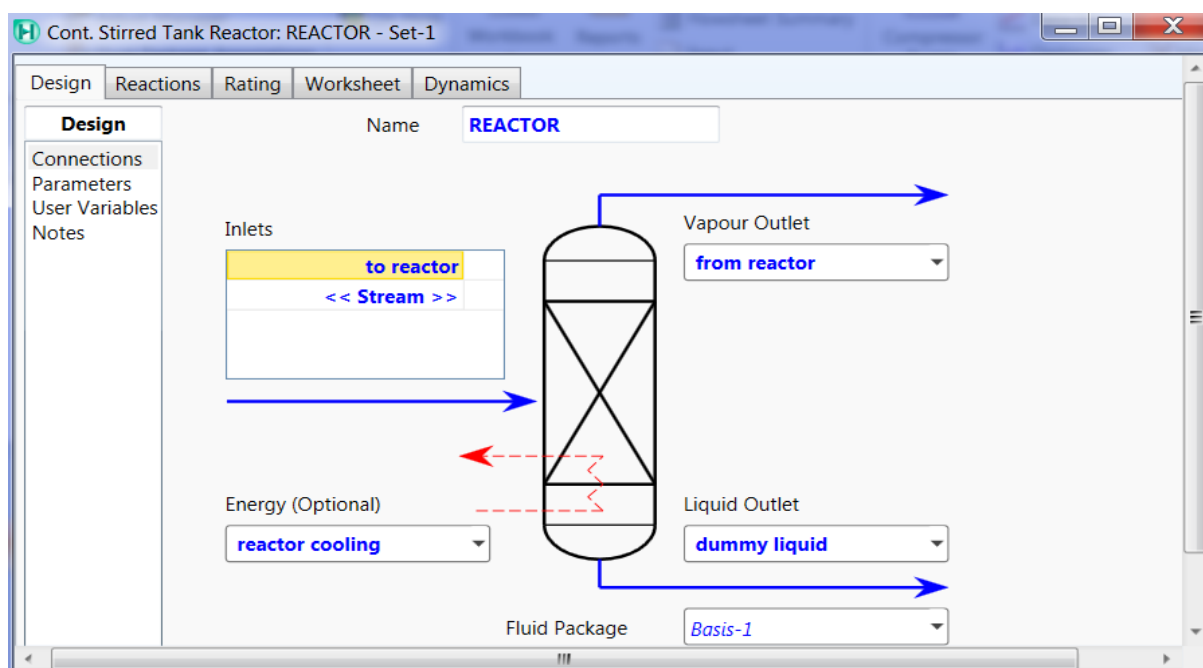 Cont. Stirred Tank Reactor: REACTOR - Set-1
Design Reactions Rating Worksheet Dynamics
Design
Connections
Parameters
User Variables
Notes
Name REACTOR
Inlets
to reactor
<< Stream >>
Vapour Outlet
from reactor
Energy (Optional)
reactor cooling
Liquid Outlet
dummy liquid
Fluid Package Basis-1